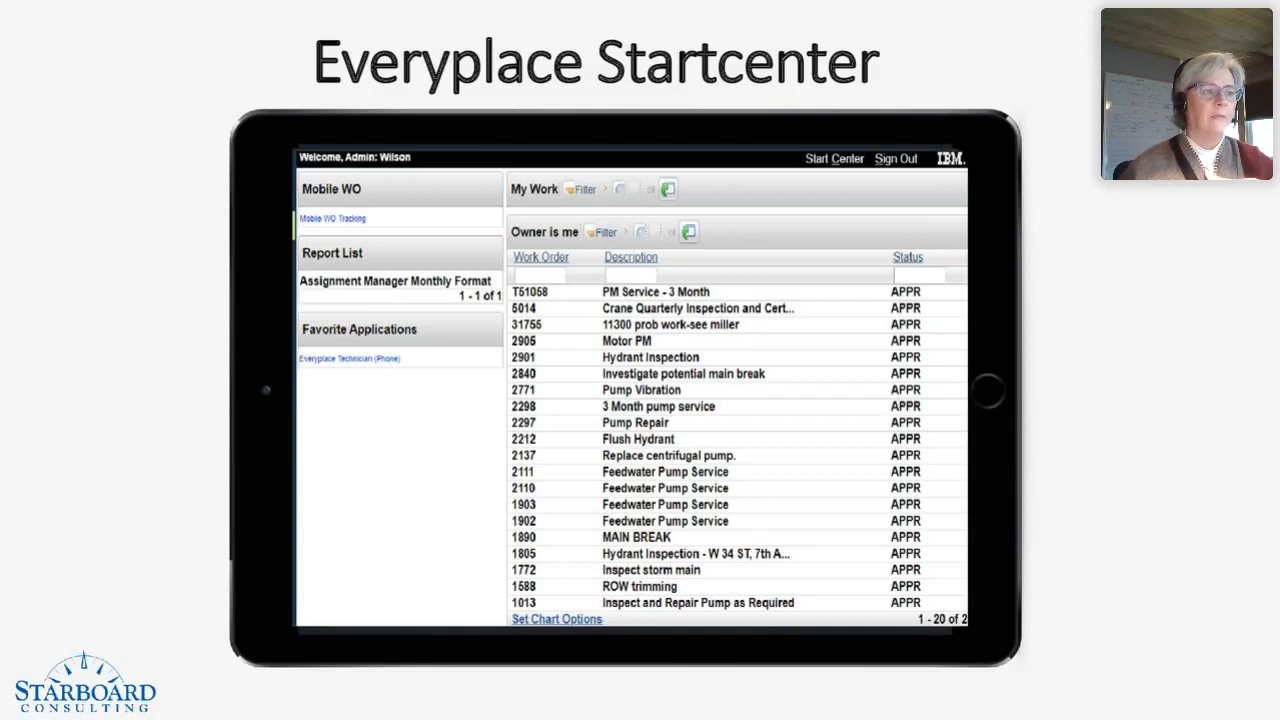 Everyplace Startcenter
Welcome, Admin: Wilson
Start Center Sign Out IBM.
Mobile WO
Mobile WO Tracking
Report List
Assignment Manager Monthly Format
1 - 1 of 1
Favorite Applications
Everyplace Technician (Phone)
My Work Filter
Owner is me Filter
Work Order Description Status
T51058 PM Service - 3 Month APPR
5014 Crane Quarterly Inspection and Cert... APPR
31755 11300 prob work-see miller APPR
2905 Motor PM APPR
2901 Hydrant Inspection APPR
2840 Investigate potential main break APPR
2771 Pump Vibration APPR
2298 3 Month pump service APPR
2297 Pump Repair APPR
2212 Flush Hydrant APPR
2137 Replace centrifugal pump. APPR
2111 Feedwater Pump Service APPR
2110 Feedwater Pump Service APPR
1903 Feedwater Pump Service APPR
1902 Feedwater Pump Service APPR
1890 MAIN BREAK APPR
1805 Hydrant Inspection - W 34 ST, 7th A... APPR
1772 Inspect storm main APPR
1588 ROW trimming APPR
1013 Inspect and Repair Pump as Required APPR
Set Chart Options 1 - 20 of 2
STARBOARD
CONSULTING